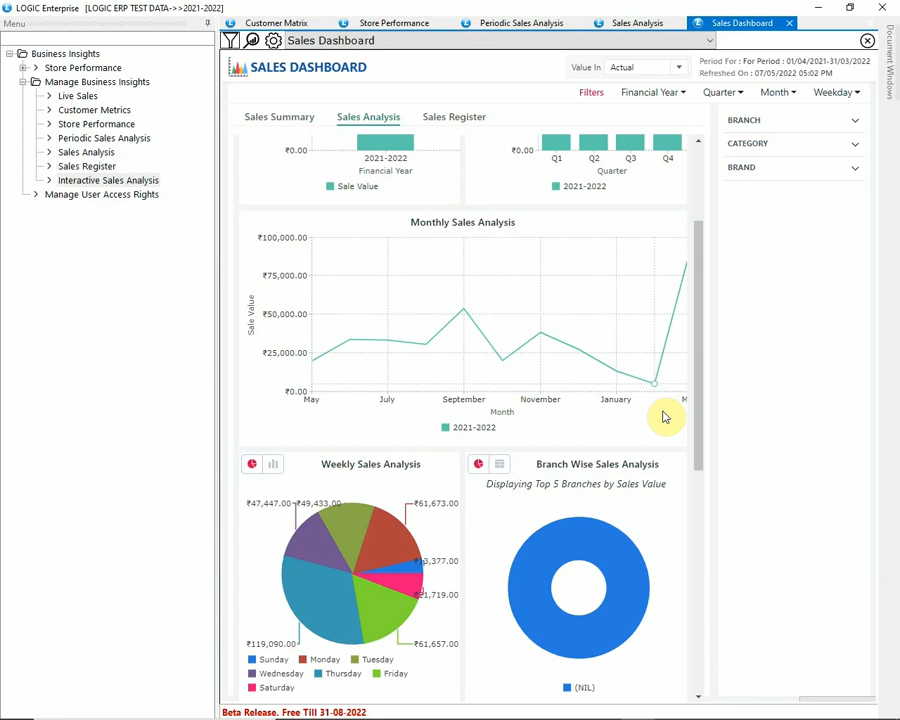 LOGIC Enterprise [LOGIC ERP TEST DATA->>2021-2022]
Menu
Business Insights
Store Performance
Manage Business Insights
Live Sales
Customer Metrics
Store Performance
Periodic Sales Analysis
Sales Analysis
Sales Register
Interactive Sales Analysis
Manage User Access Rights
Customer Matrix
Store Performance
Periodic Sales Analysis
Sales Analysis
Sales Dashboard
Sales Dashboard
Document Windows
SALES DASHBOARD
Value In
Actual
Period For : For Period : 01/04/2021-31/03/2022
Refreshed On : 07/05/2022 05:02 PM
Filters
Financial Year
Quarter
Month
Weekday
Sales Summary
Sales Analysis
Sales Register
BRANCH
CATEGORY
BRAND
₹0.00
2021-2022
Financial Year
Sale Value
₹0.00
Q1 Q2 Q3 Q4
Quarter
2021-2022
Monthly Sales Analysis
₹100,000.00
₹75,000.00
₹50,000.00
₹25,000.00
₹0.00
Sale Value
May July September November January M
Month
2021-2022
Weekly Sales Analysis
₹47,447.00
₹49,433.00
₹61,673.00
₹13,377.00
₹21,719.00
₹119,090.00
₹61,657.00
Sunday Monday Tuesday
Wednesday Thursday Friday
Saturday
Branch Wise Sales Analysis
Displaying Top 5 Branches by Sales Value
(NIL)
Beta Release. Free Till 31-08-2022